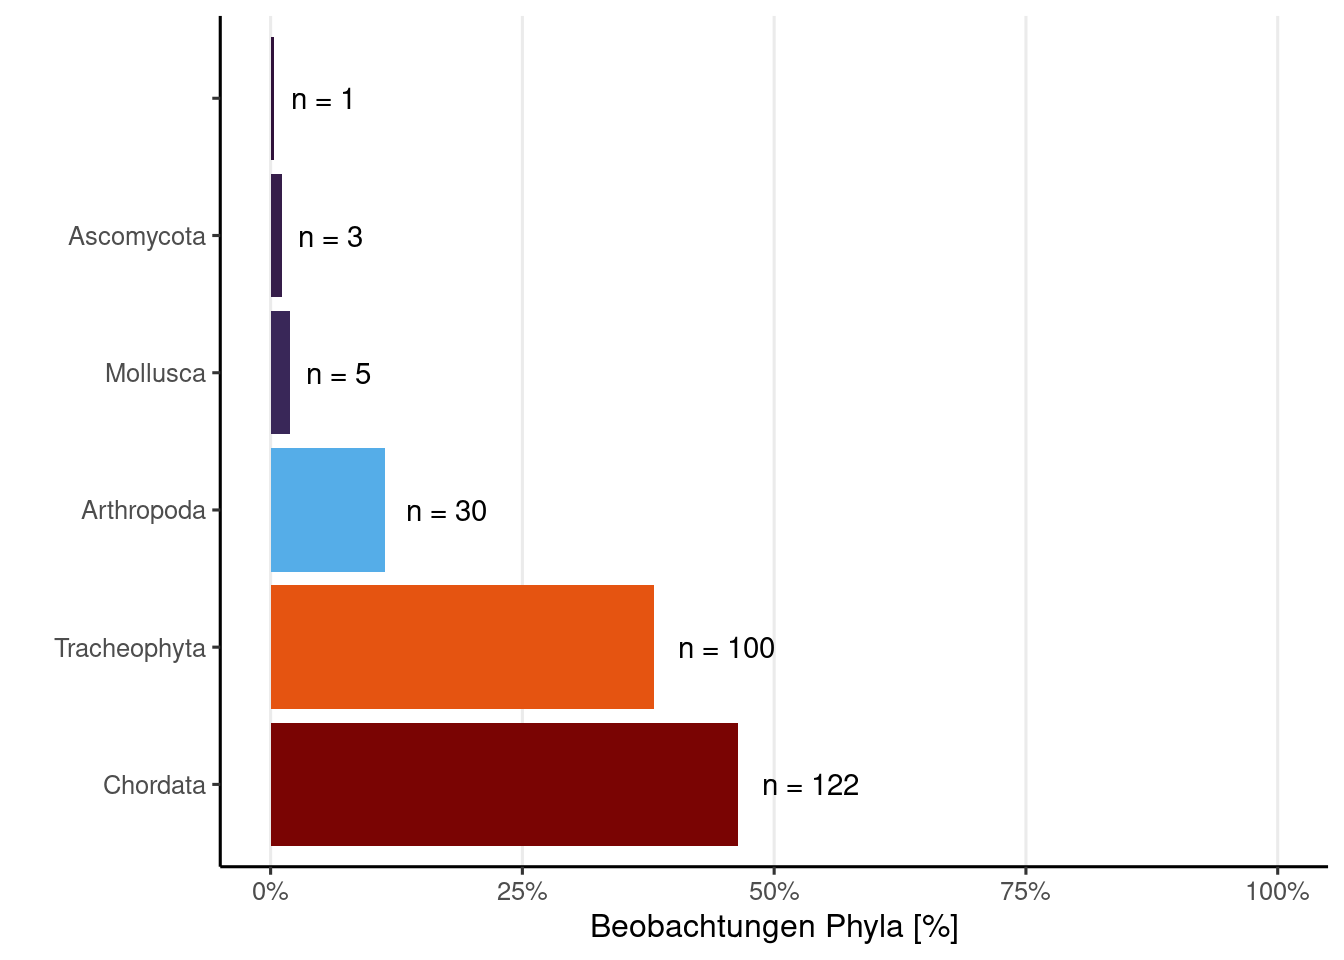 n = 1
Ascomycota n = 3
Mollusca n = 5
Arthropoda n = 30
Tracheophyta n = 100
Chordata n = 122
0% 25% 50% 75% 100%
Beobachtungen Phyla [%]